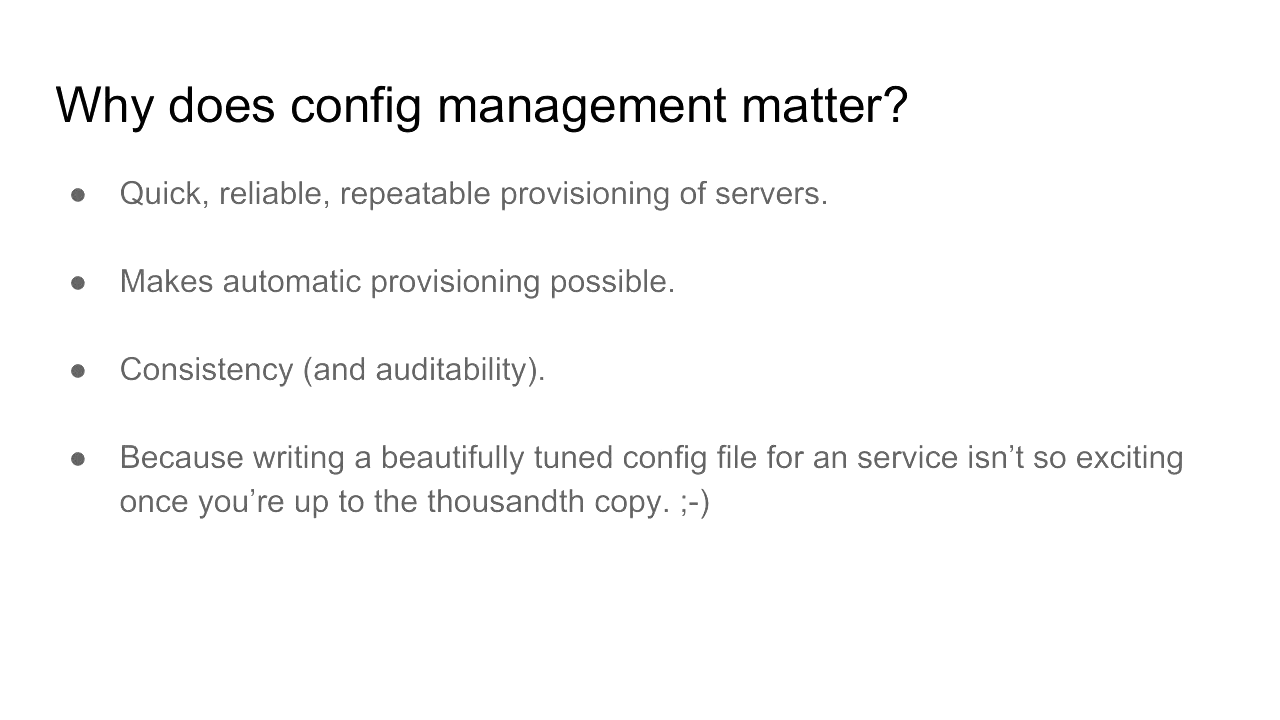 Why does config management matter?
● Quick, reliable, repeatable provisioning of servers.
● Makes automatic provisioning possible.
● Consistency (and auditability).
● Because writing a beautifully tuned config file for an service isn’t so exciting
once you’re up to the thousandth copy. ;-)